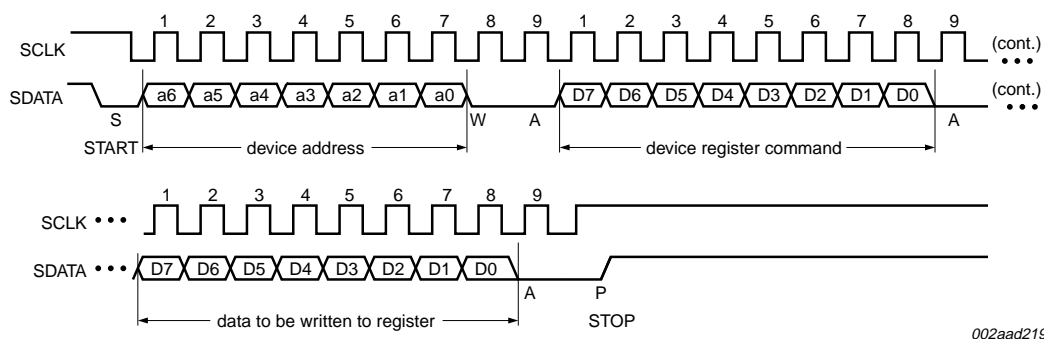 1 2 3 4 5 6 7 8 9 1 2 3 4 5 6 7 8 9
SCLK (cont.)
SDATA a6 a5 a4 a3 a2 a1 a0 D7 D6 D5 D4 D3 D2 D1 D0 (cont.)
S W A A
START device address device register command
1 2 3 4 5 6 7 8 9
SCLK
SDATA D7 D6 D5 D4 D3 D2 D1 D0
A P
data to be written to register STOP
002aad219